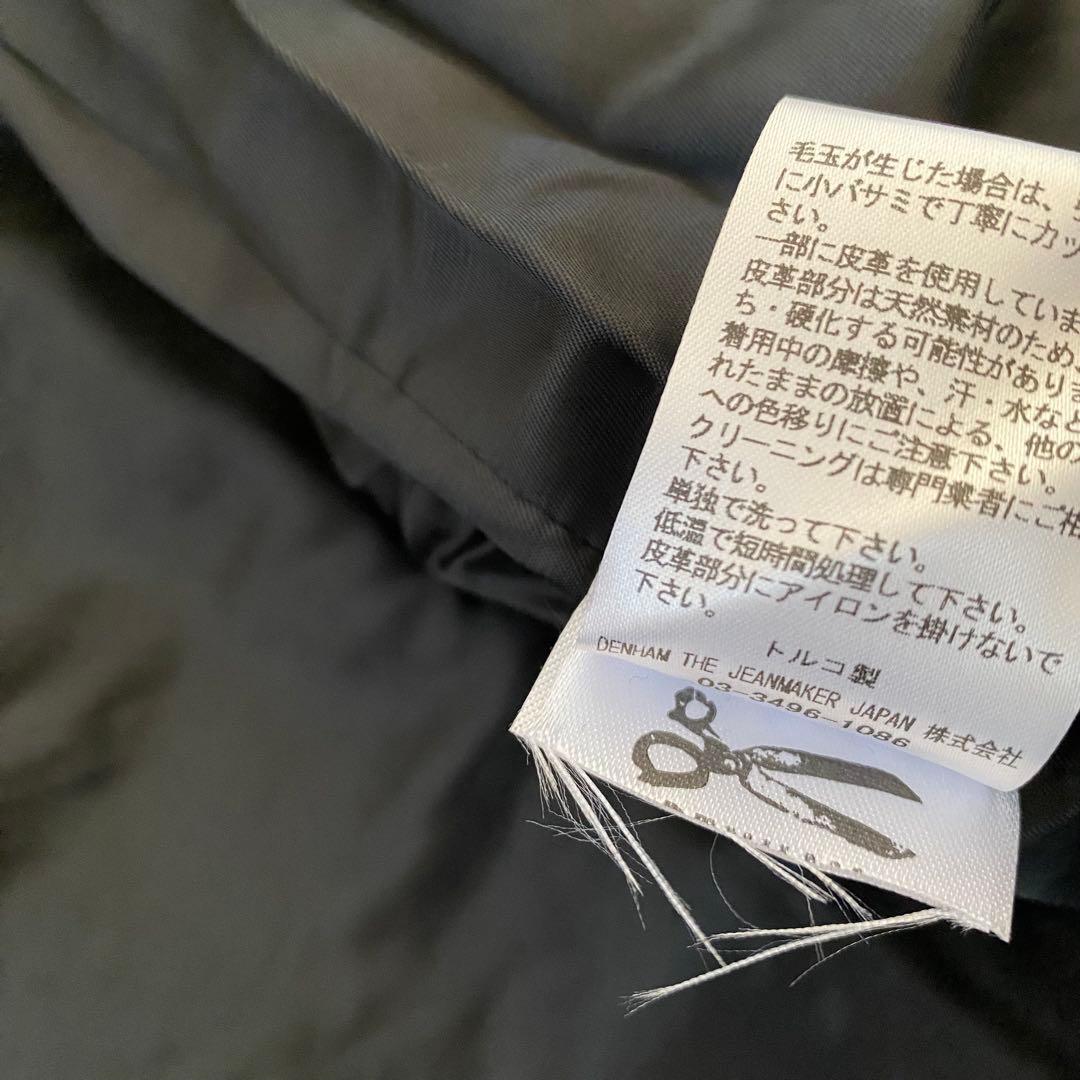 毛玉が生じた場合は、
に小バサミで丁寧にカッ
さい。
一部に皮革を使用していま
皮革部分は天然素材のため、
ち・硬化する可能性がありま
着用中の摩擦や、汗・水など
れたままの放置による、他の
への色移りにご注意下さい。
クリーニングは専門業者にご相
下さい。
単独で洗って下さい。
低温で短時間処理して下さい。
皮革部分にアイロンを掛けないで
下さい。
トルコ製
DENHAM THE JEANMAKER JAPAN 株式会社
03-3496-1086